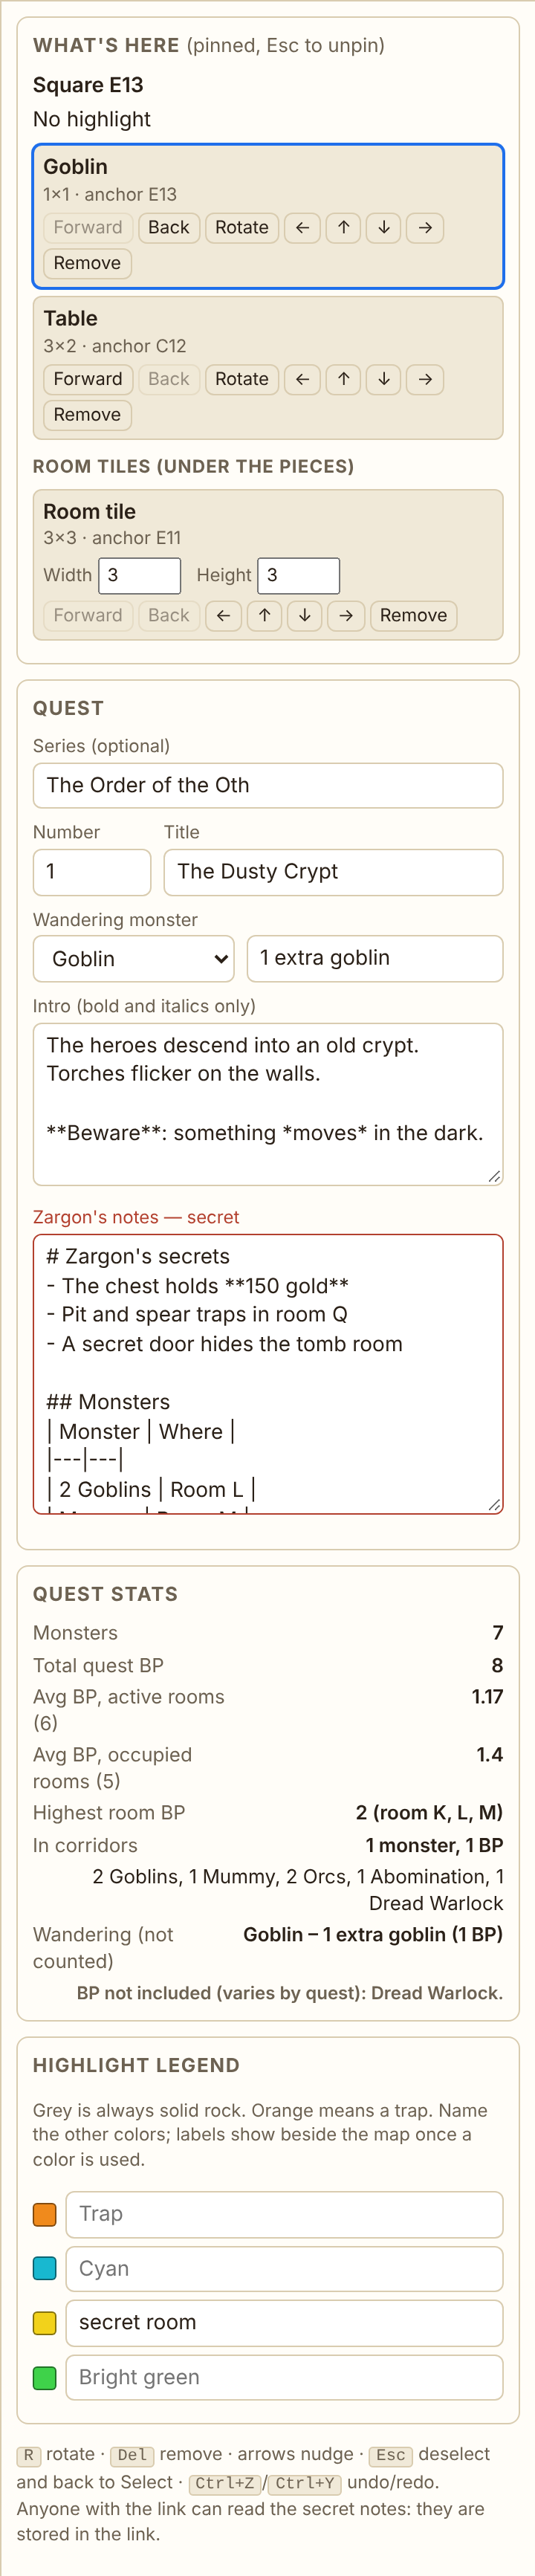 WHAT'S HERE (pinned, Esc to unpin)
Square E13
No highlight
Goblin
1×1 · anchor E13
Forward Back Rotate ← ↑ ↓ →
Remove
Table
3×2 · anchor C12
Forward Back Rotate ← ↑ ↓ →
Remove
ROOM TILES (UNDER THE PIECES)
Room tile
3×3 · anchor E11
Width 3 Height 3
Forward Back ← ↑ ↓ → Remove
QUEST
Series (optional)
The Order of the Oth
Number Title
1 The Dusty Crypt
Wandering monster
Goblin 1 extra goblin
Intro (bold and italics only)
The heroes descend into an old crypt.
Torches flicker on the walls.
**Beware**: something *moves* in the dark.
Zargon's notes — secret
# Zargon's secrets
- The chest holds **150 gold**
- Pit and spear traps in room Q
- A secret door hides the tomb room
## Monsters
| Monster | Where |
|---|---|
| 2 Goblins | Room L |
QUEST STATS
Monsters 7
Total quest BP 8
Avg BP, active rooms 1.17
(6)
Avg BP, occupied 1.4
rooms (5)
Highest room BP 2 (room K, L, M)
In corridors 1 monster, 1 BP
2 Goblins, 1 Mummy, 2 Orcs, 1 Abomination, 1
Dread Warlock
Wandering (not Goblin – 1 extra goblin (1 BP)
counted)
BP not included (varies by quest): Dread Warlock.
HIGHLIGHT LEGEND
Grey is always solid rock. Orange means a trap. Name
the other colors; labels show beside the map once a
color is used.
Trap
Cyan
secret room
Bright green
R rotate · Del remove · arrows nudge · Esc deselect
and back to Select · Ctrl+Z/Ctrl+Y undo/redo.
Anyone with the link can read the secret notes: they are
stored in the link.